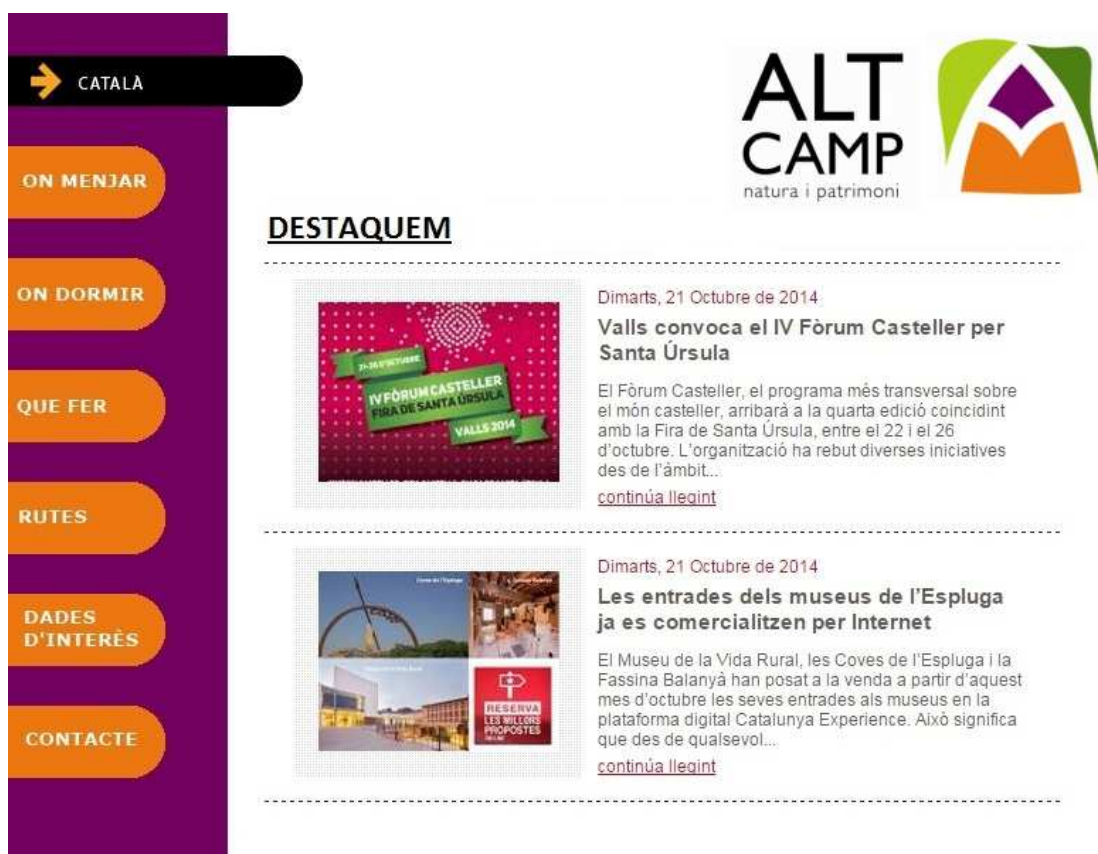 CATALÀ
ON MENJAR
ON DORMIR
QUE FER
RUTES
DADES
D'INTERÈS
CONTACTE
ALT
CAMP
natura i patrimoni
DESTAQUEM
21-26 D'OCTUBRE
IV FÒRUM CASTELLER
FIRA DE SANTA ÚRSULA
VALLS 2014
Dimarts, 21 Octubre de 2014
Valls convoca el IV Fòrum Casteller per
Santa Úrsula
El Fòrum Casteller, el programa mès transversal sobre
el món casteller, arribarà a la quarta edició coincidint
amb la Fira de Santa Úrsula, entre el 22 i el 26
d'octubre. L'organització ha rebut diverses iniciatives
des de l'àmbit...
continúa llegint
Coves de l'Espluga
RESERVA
LES MILLORS
PROPOSTES
Dimarts, 21 Octubre de 2014
Les entrades dels museus de l'Espluga
ja es comercialitzen per Internet
El Museu de la Vida Rural, les Coves de l'Espluga i la
Fassina Balanyà han posat a la venda a partir d'aquest
mes d'octubre les seves entrades als museus en la
plataforma digital Catalunya Experience. Això significa
que des de qualsevol...
continúa llegint